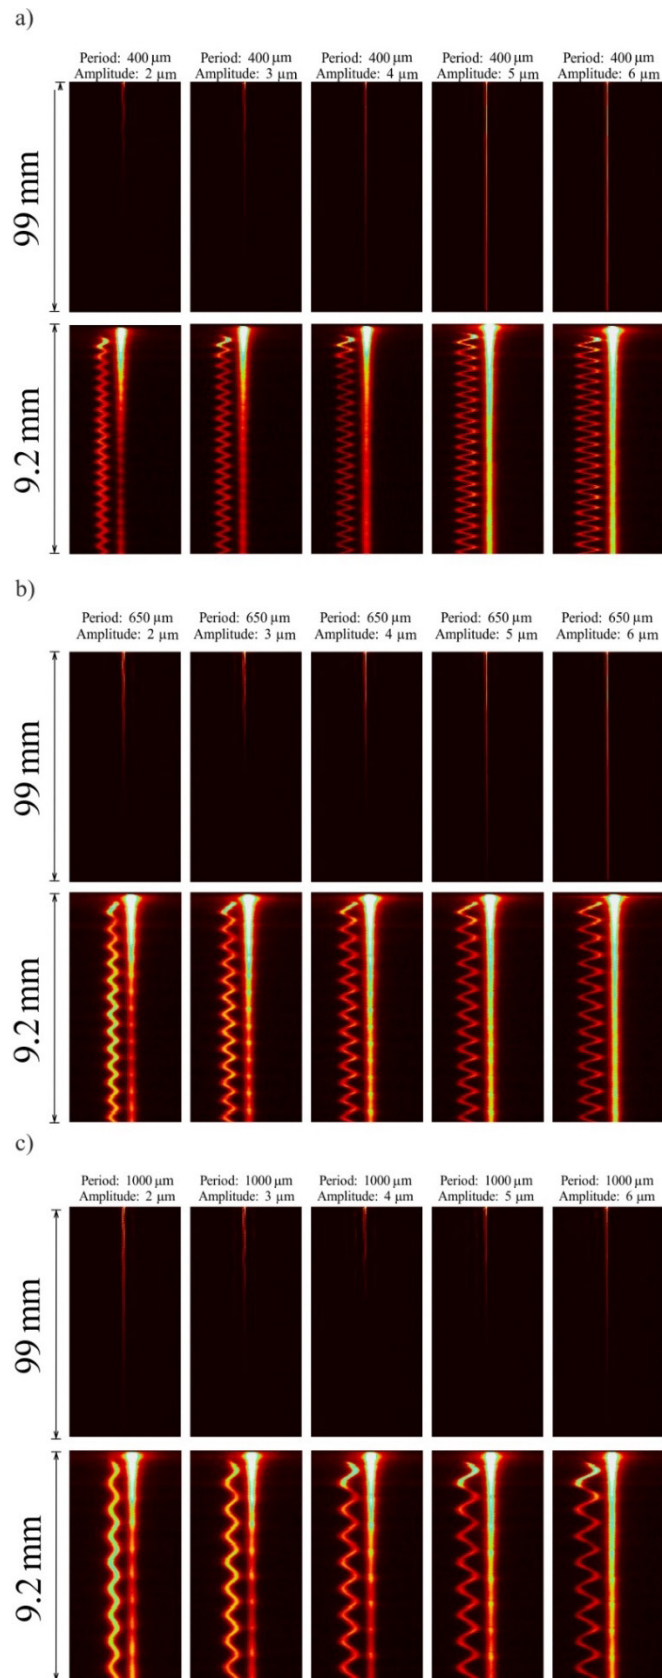 a)
Period: 400 µm Period: 400 µm Period: 400 µm Period: 400 µm Period: 400 µm
Amplitude: 2 µm Amplitude: 3 µm Amplitude: 4 µm Amplitude: 5 µm Amplitude: 6 µm
99 mm
9.2 mm
b)
Period: 650 µm Period: 650 µm Period: 650 µm Period: 650 µm Period: 650 µm
Amplitude: 2 µm Amplitude: 3 µm Amplitude: 4 µm Amplitude: 5 µm Amplitude: 6 µm
99 mm
9.2 mm
c)
Period: 1000 µm Period: 1000 µm Period: 1000 µm Period: 1000 µm Period: 1000 µm
Amplitude: 2 µm Amplitude: 3 µm Amplitude: 4 µm Amplitude: 5 µm Amplitude: 6 µm
99 mm
9.2 mm